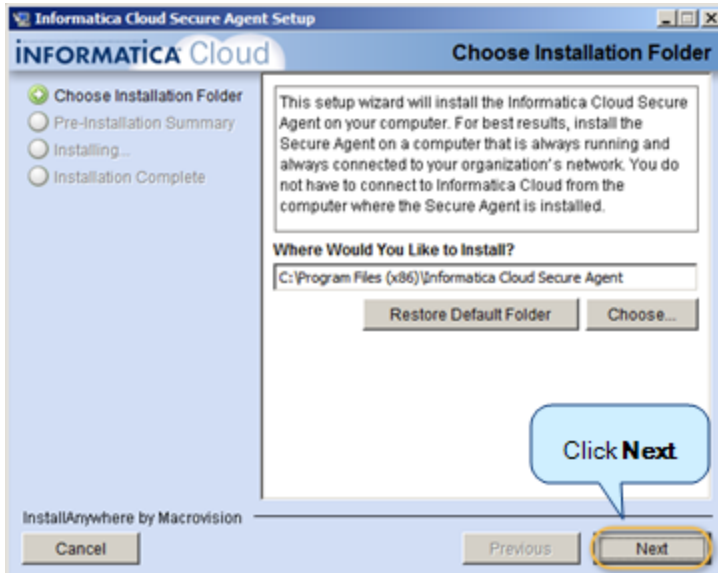 Informatica Cloud Secure Agent Setup
INFORMATICA Cloud
Choose Installation Folder
Choose Installation Folder
Pre-Installation Summary
Installing...
Installation Complete
This setup wizard will install the Informatica Cloud Secure
Agent on your computer. For best results, install the
Secure Agent on a computer that is always running and
always connected to your organization's network. You do
not have to connect to Informatica Cloud from the
computer where the Secure Agent is installed.
Where Would You Like to Install?
C:\Program Files (x86)\Informatica Cloud Secure Agent
Restore Default Folder
Choose...
Click Next
InstallAnywhere by Macrovision
Cancel
Previous
Next